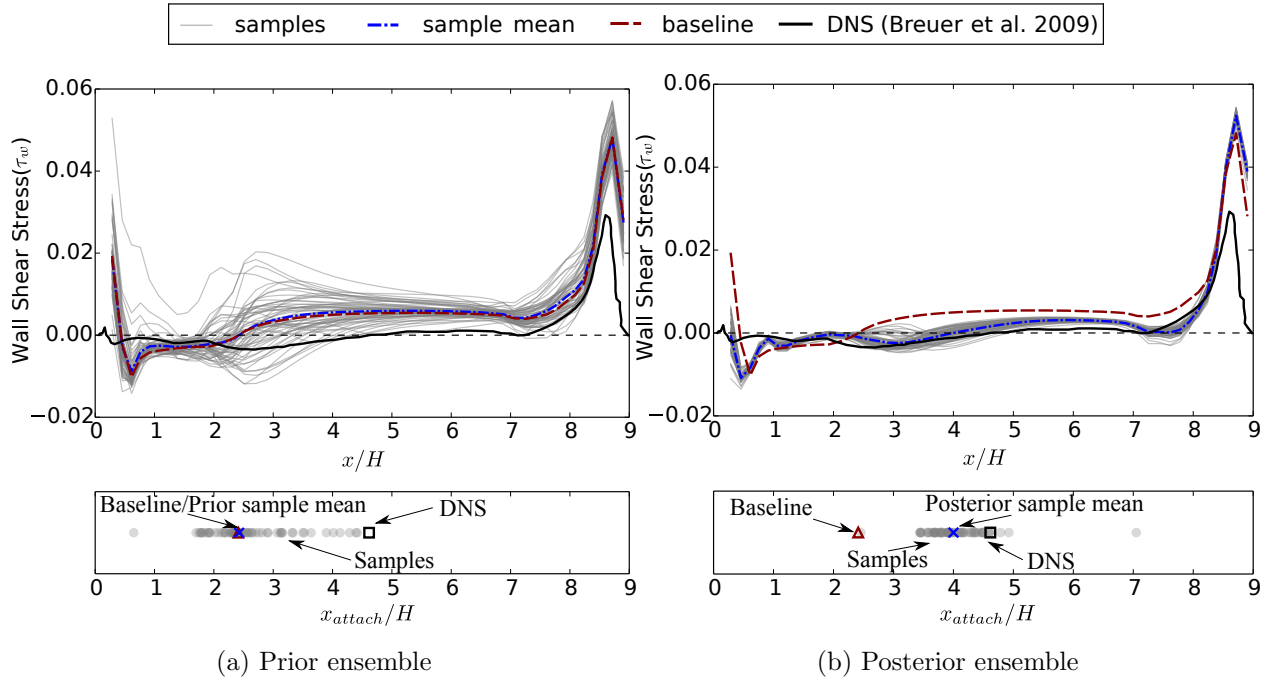 samples sample mean baseline DNS (Breuer et al. 2009)
0.06
0.04
0.02
0.00
−0.02
Wall Shear Stress(τw)
0 1 2 3 4 5 6 7 8 9
x/H
Baseline/Prior sample mean
DNS
Samples
0 1 2 3 4 5 6 7 8 9
xattach/H
(a) Prior ensemble
0.06
0.04
0.02
0.00
−0.02
Wall Shear Stress(τw)
0 1 2 3 4 5 6 7 8 9
x/H
Baseline
Posterior sample mean
Samples
DNS
0 1 2 3 4 5 6 7 8 9
xattach/H
(b) Posterior ensemble